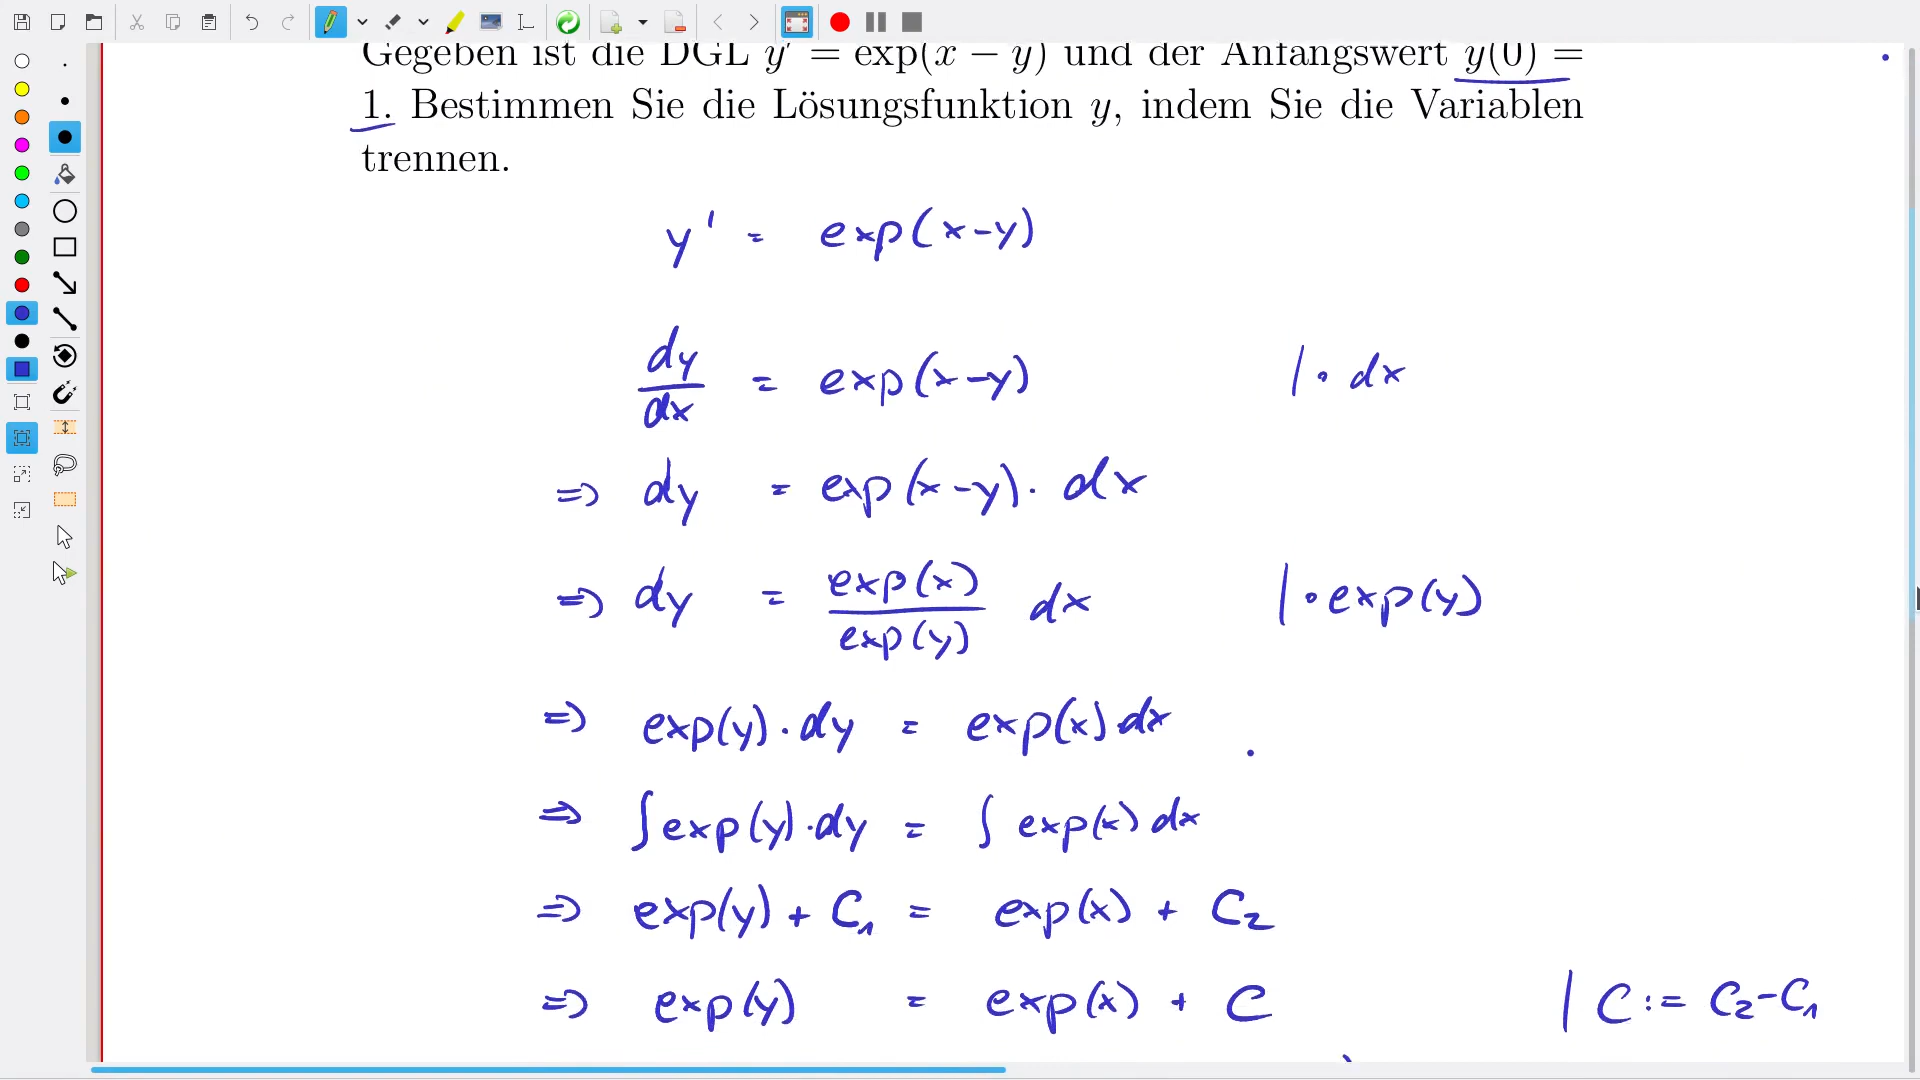 Gegeben ist die DGL y′ = exp(x − y) und der Anfangswert y(0) =
1. Bestimmen Sie die Lösungsfunktion y, indem Sie die Variablen
trennen.
y' = exp(x-y)
dy/dx = exp(x-y) | · dx
=> dy = exp(x-y) · dx
=> dy = exp(x)/exp(y) dx | · exp(y)
=> exp(y) · dy = exp(x) dx
=> ∫ exp(y) · dy = ∫ exp(x) dx
=> exp(y) + C₁ = exp(x) + C₂
=> exp(y) = exp(x) + C | C := C₂-C₁